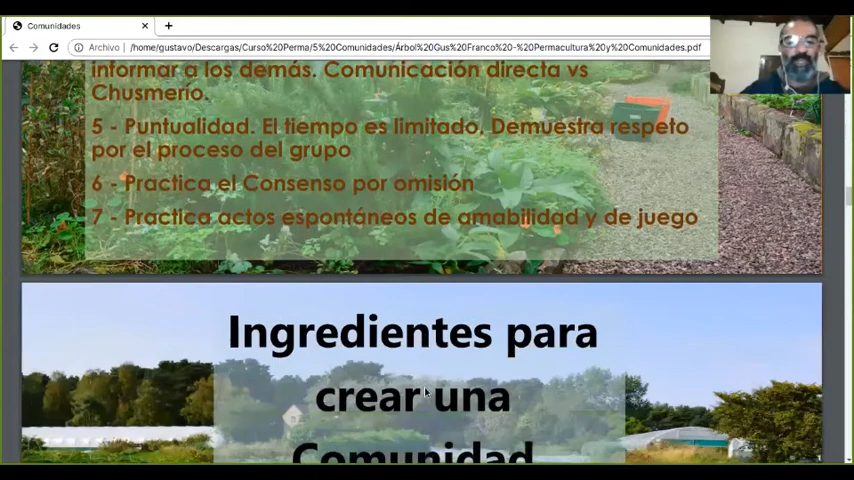 Comunidades
Archivo
/home/gustavo/Descargas/Curso%20Perma/5%20Comunidades/Árbol%20Gus%20Franco%20-%20Permacultura%20y%20Comunidades.pdf
informar a los demás. Comunicación directa vs
Chusmerío.
5 - Puntualidad. El tiempo es limitado, Demuestra respeto
por el proceso del grupo
6 - Practica el Consenso por omisión
7 - Practica actos espontáneos de amabilidad y de juego
Ingredientes para
crear una
Comunidad